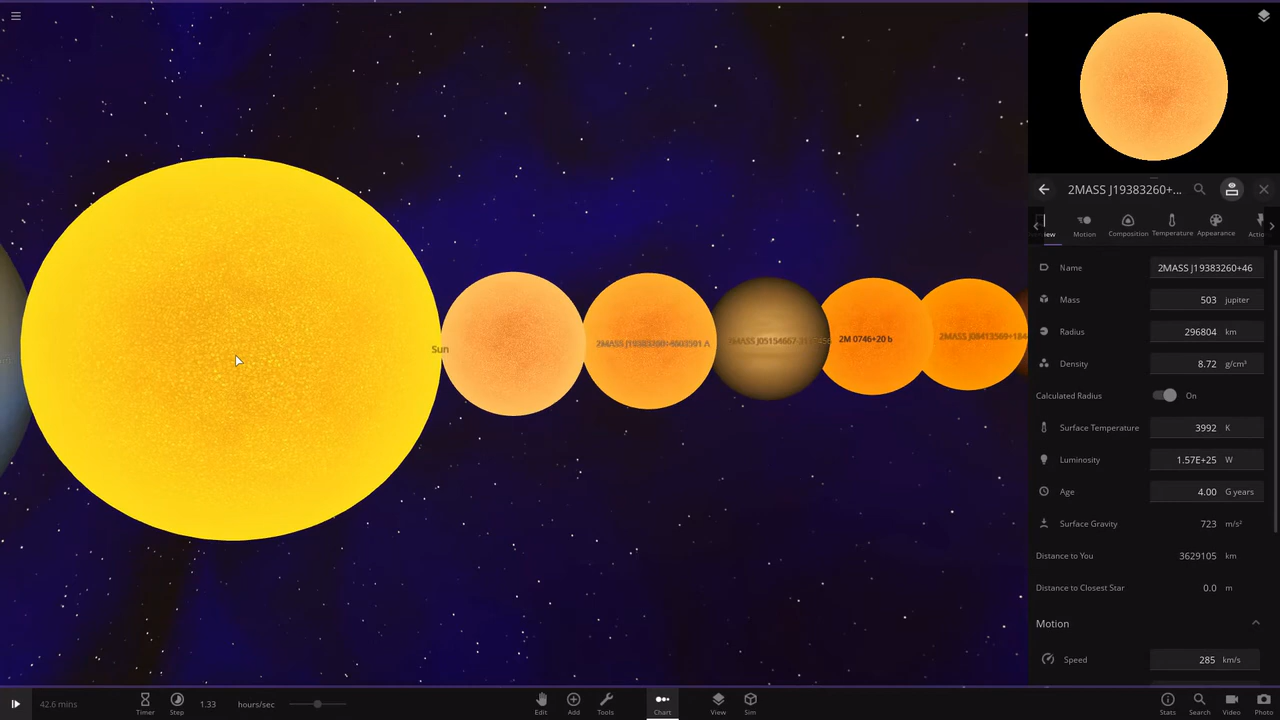 Sun
2MASS J19383260+4603591 A
2M 0746+20 b
2MASS J19383260+...
View
Motion
Composition
Temperature
Appearance
Name
2MASS J19383260+46
Mass
503 jupiter
Radius
296804 km
Density
8.72 g/cm³
Calculated Radius
On
Surface Temperature
3992 K
Luminosity
1.57E+25 W
Age
4.00 G years
Surface Gravity
723 m/s²
Distance to You
3629105 km
Distance to Closest Star
0.0 m
Motion
Speed
285 km/s
42.6 mins
Timer
Step
1.33
hours/sec
Edit
Add
Tools
Chart
View
Sim
Stats
Search
Video
Photo